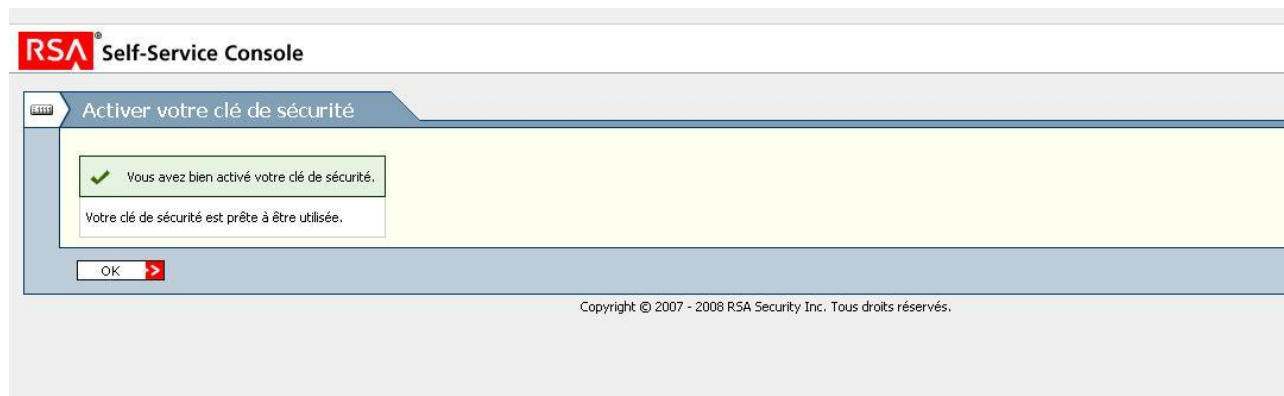 RSA® Self-Service Console
Activer votre clé de sécurité
Vous avez bien activé votre clé de sécurité.
Votre clé de sécurité est prête à être utilisée.
OK
Copyright © 2007 - 2008 RSA Security Inc. Tous droits réservés.